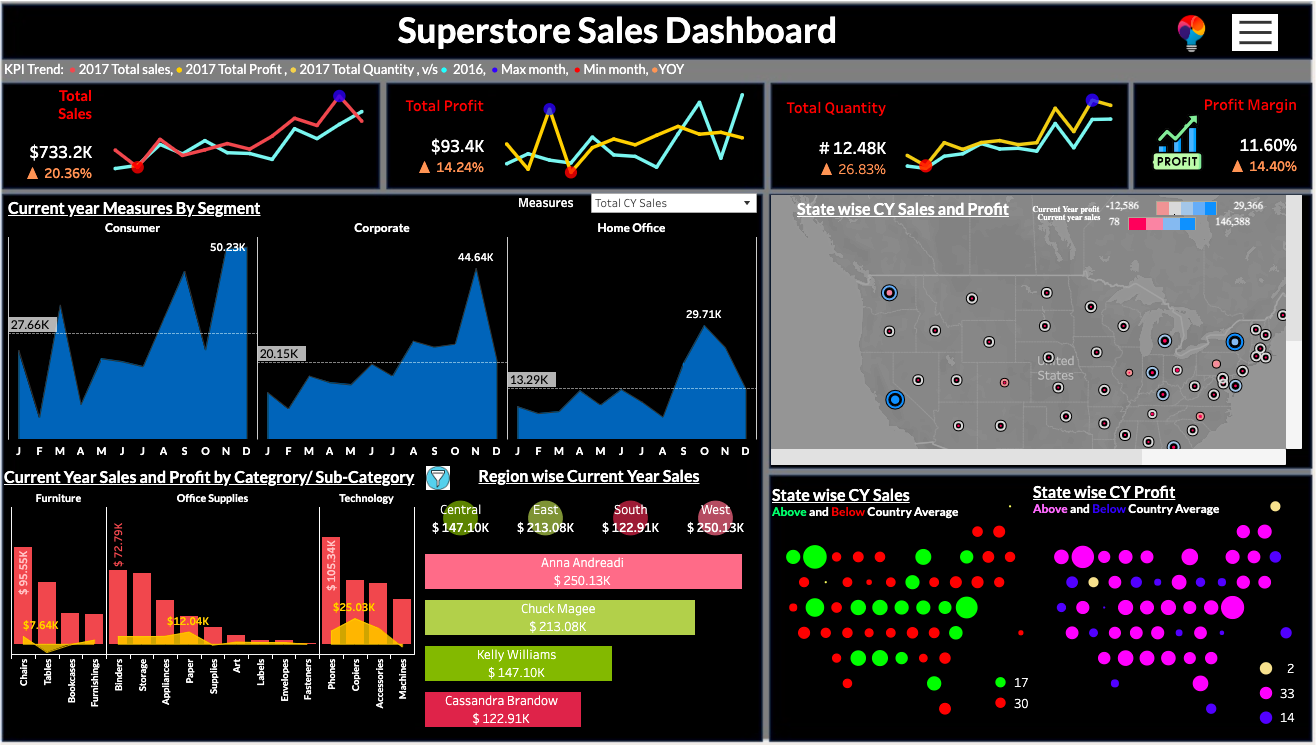 Superstore Sales Dashboard
KPI Trend: 2017 Total sales, 2017 Total Profit , 2017 Total Quantity , v/s 2016, Max month, Min month, YOY
Total
Sales
$733.2K
▲ 20.36%
Total Profit
$93.4K
▲ 14.24%
Total Quantity
# 12.48K
▲ 26.83%
PROFIT
Profit Margin
11.60%
▲ 14.40%
Current year Measures By Segment
Measures
Total CY Sales
Consumer
Corporate
Home Office
50.23K
27.66K
44.64K
20.15K
29.71K
13.29K
J F M A M J J A S O N D
J F M A M J J A S O N D
J F M A M J J A S O N D
State wise CY Sales and Profit
Current Year profit
-12,586
29,366
Current year sales
78
146,388
United
States
Current Year Sales and Profit by Categrory/ Sub-Category
Furniture
Office Supplies
Technology
$ 95.55K
$7.64K
$ 72.79K
$12.04K
$ 105.34K
$25.03K
Chairs
Tables
Bookcases
Furnishings
Binders
Storage
Appliances
Paper
Supplies
Art
Labels
Envelopes
Fasteners
Phones
Copiers
Accessories
Machines
Region wise Current Year Sales
Central
$ 147.10K
East
$ 213.08K
South
$ 122.91K
West
$ 250.13K
Anna Andreadi
$ 250.13K
Chuck Magee
$ 213.08K
Kelly Williams
$ 147.10K
Cassandra Brandow
$ 122.91K
State wise CY Sales
Above and Below Country Average
17
30
State wise CY Profit
Above and Below Country Average
2
33
14